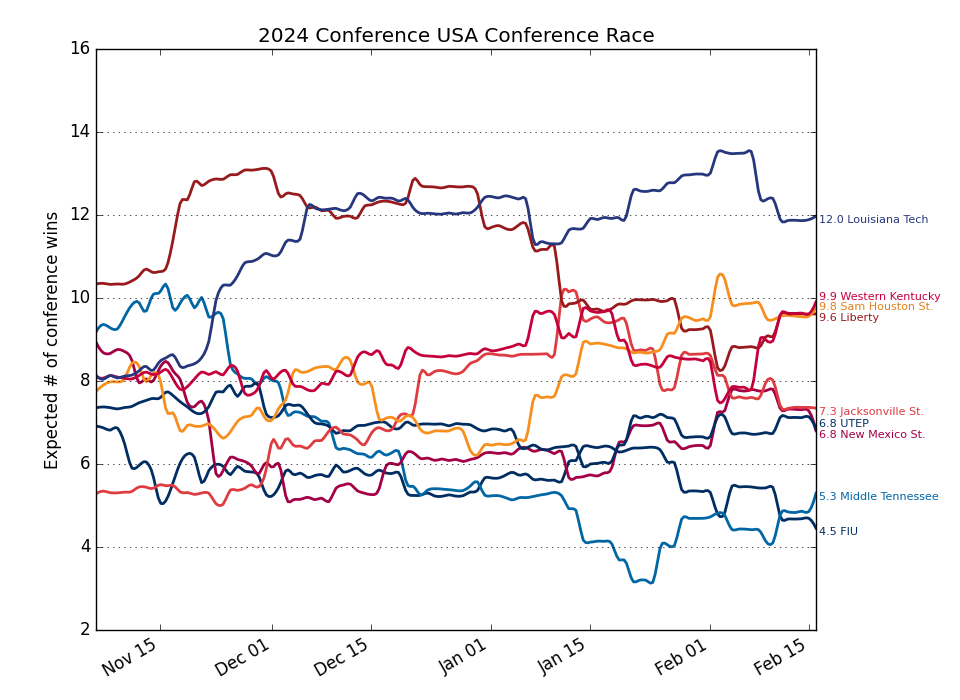 2024 Conference USA Conference Race
Expected # of conference wins
16
14
12
10
8
6
4
2
Nov 15
Dec 01
Dec 15
Jan 01
Jan 15
Feb 01
Feb 15
12.0 Louisiana Tech
9.9 Western Kentucky
9.8 Sam Houston St.
9.6 Liberty
7.3 Jacksonville St.
6.8 UTEP
6.8 New Mexico St.
5.3 Middle Tennessee
4.5 FIU